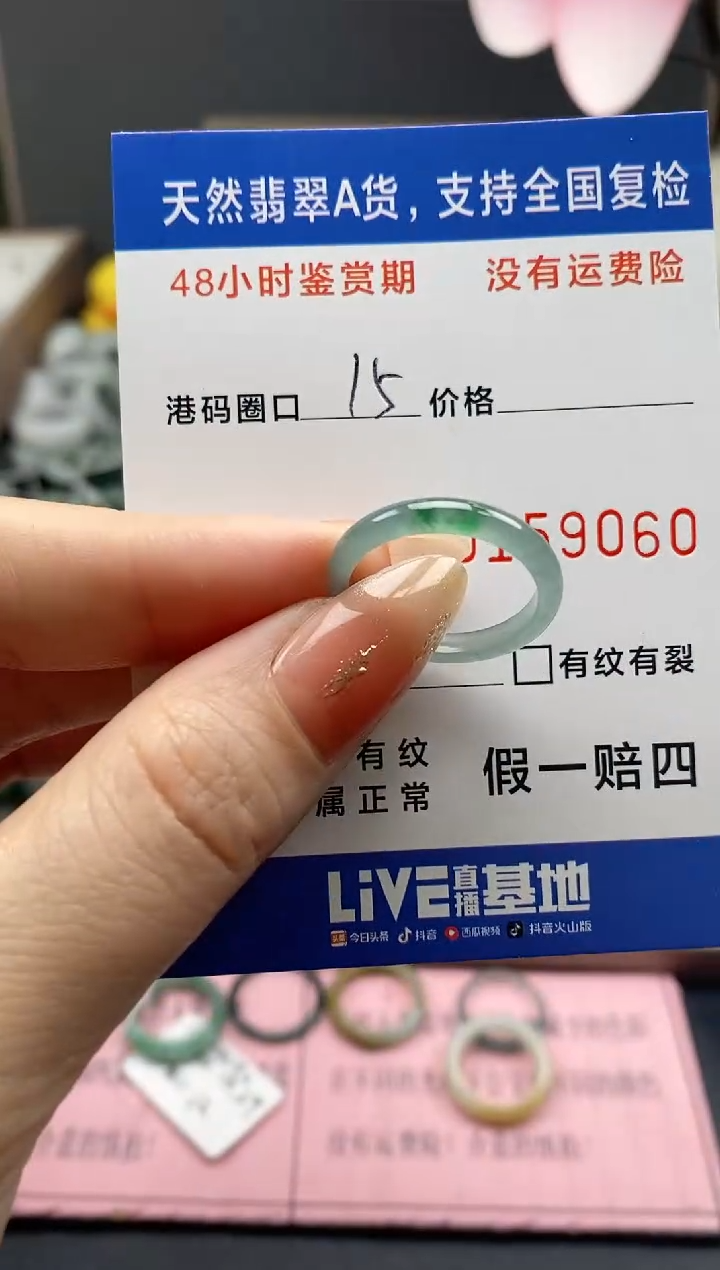 天然翡翠A货，支持全国复检
48小时鉴赏期 没有运费险
港码圈口 15 价格
159060
有纹有裂
有纹
属正常
假一赔四
LiVE直播基地
今日头条 抖音 西瓜视频 抖音火山版